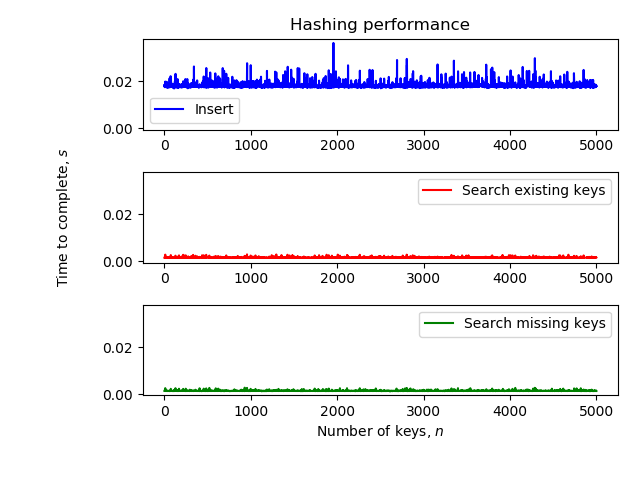 Hashing performance
0.02
0.00
Insert
0 1000 2000 3000 4000 5000
Time to complete, s
Search existing keys
0.02
0.00
0 1000 2000 3000 4000 5000
Search missing keys
0.02
0.00
0 1000 2000 3000 4000 5000
Number of keys, n